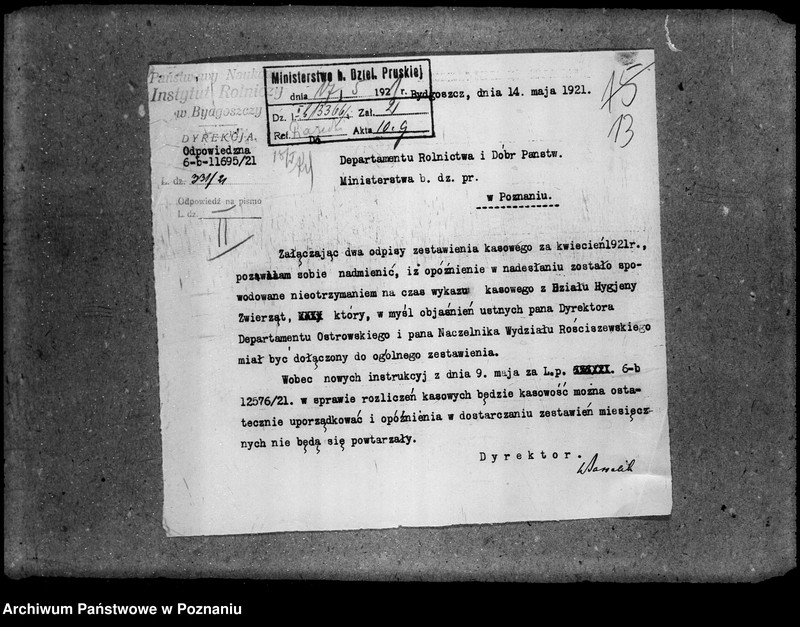 Państwowy Nauk
Instytut Rolniczy
w Bydgoszczy
DYREKCJA.
Odpowiedzna
6-b-11695/21
L. dz. 331/21
Odpowiedź na pismo
L. dz.
II
Ministerstwo b. Dziel. Pruskiej
dnia 17, 5 1921 r.
Dz. Zał. 21
Ref. Akta 10.9
15
13
Bydgoszcz, dnia 14. maja 1921.
Do
Departamentu Rolnictwa i Dóbr Państw.
Ministerstwa b. dz. pr.
w Poznaniu.
Załączając dwa odpisy zestawienia kasowego za kwiecień1921r.,
pozwalam sobie nadmienić, iż opóźnienie w nadesłaniu zostało spo-
wodowane nieotrzymaniem na czas wykazu kasowego z Działu Hygjeny
Zwierząt, który, w myśl objaśnień ustnych pana Dyrektora
Departamentu Ostrowskiego i pana Naczelnika Wydziału Rościszewskiego
miał być dołączony do ogólnego zestawienia.
Wobec nowych instrukcyj z dnia 9. maja za L.p. 6-b
12576/21. w sprawie rozliczeń kasowych będzie kasowość można osta-
tecznie uporządkować i opóźnienia w dostarczaniu zestawień miesięcz-
nych nie będą się powtarzały.
Dyrektor.
Archiwum Państwowe w Poznaniu